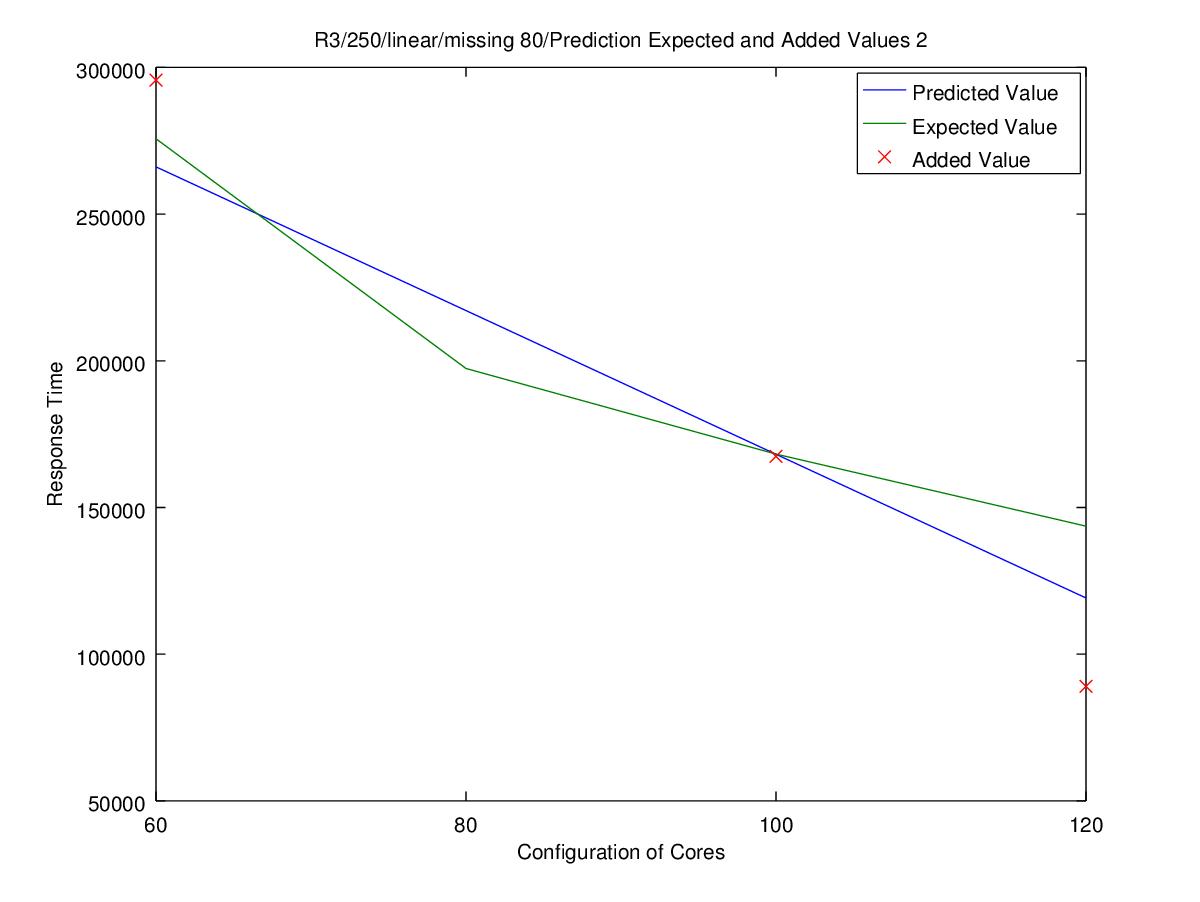 R3/250/linear/missing 80/Prediction Expected and Added Values 2
300000
250000
200000
150000
100000
50000
Response Time
Predicted Value
Expected Value
Added Value
60 80 100 120
Configuration of Cores